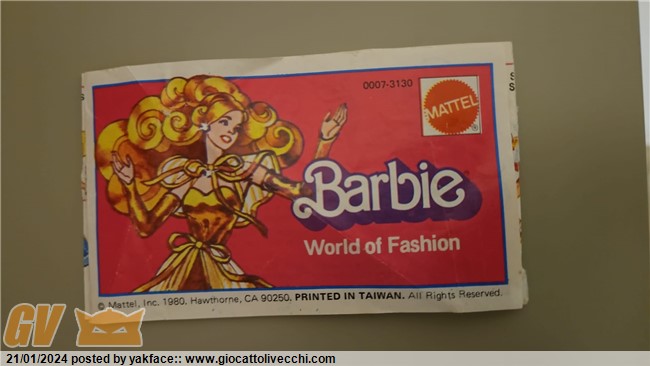 0007-3130
MATTEL
Barbie
World of Fashion
© Mattel, Inc. 1980. Hawthorne, CA 90250. PRINTED IN TAIWAN. All Rights Reserved.
GV
21/01/2024 posted by yakface:: www.giocattolivecchi.com